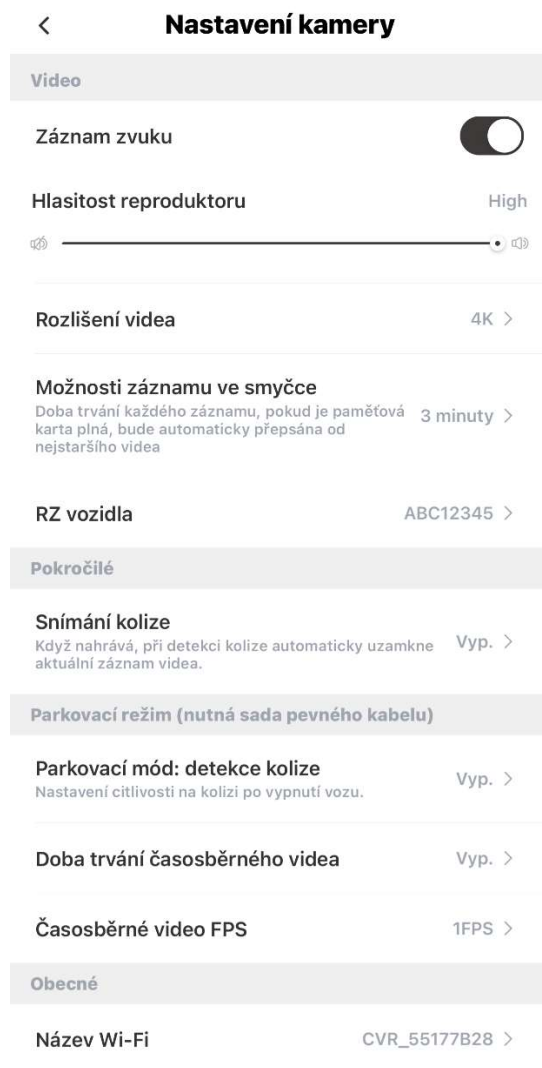 Nastavení kamery
Video
Záznam zvuku
Hlasitost reproduktoru High
Rozlišení videa 4K
Možnosti záznamu ve smyčce
Doba trvání každého záznamu, pokud je paměťová
karta plná, bude automaticky přepsána od
nejstaršího videa
3 minuty
RZ vozidla ABC12345
Pokročilé
Snímání kolize
Když nahrává, při detekci kolize automaticky uzamkne
aktuální záznam videa.
Vyp.
Parkovací režim (nutná sada pevného kabelu)
Parkovací mód: detekce kolize
Nastavení citlivosti na kolizi po vypnutí vozu.
Vyp.
Doba trvání časosběrného videa Vyp.
Časosběrné video FPS 1FPS
Obecné
Název Wi-Fi CVR_55177B28